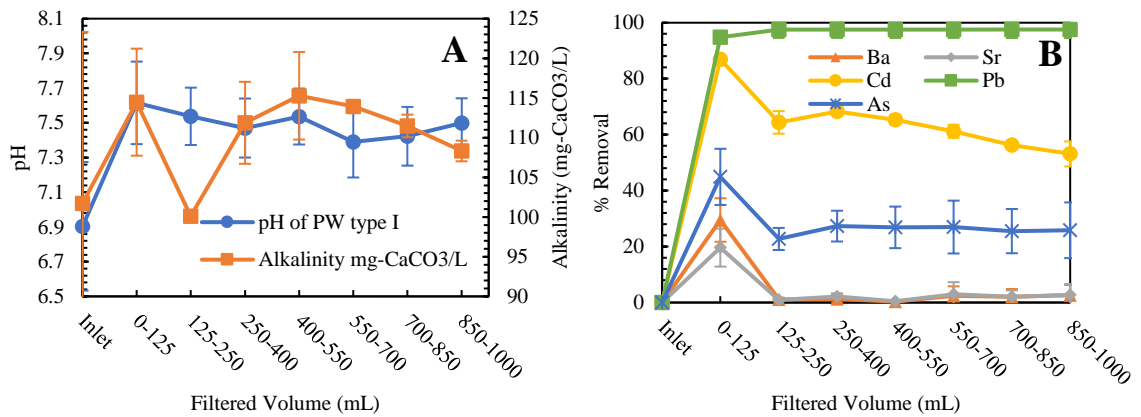 A
pH
8.1
7.9
7.7
7.5
7.3
7.1
6.9
6.7
6.5
125
120
115
110
105
100
95
90
Alkalinity (mg-CaCO3/L)
pH of PW type I
Alkalinity mg-CaCO3/L
Inlet
0-125
125-250
250-400
400-550
550-700
700-850
850-1000
Filtered Volume (mL)
B
% Removal
100
80
60
40
20
0
Ba
Sr
Cd
Pb
As
Inlet
0-125
125-250
250-400
400-550
550-700
700-850
850-1000
Filtered Volume (mL)